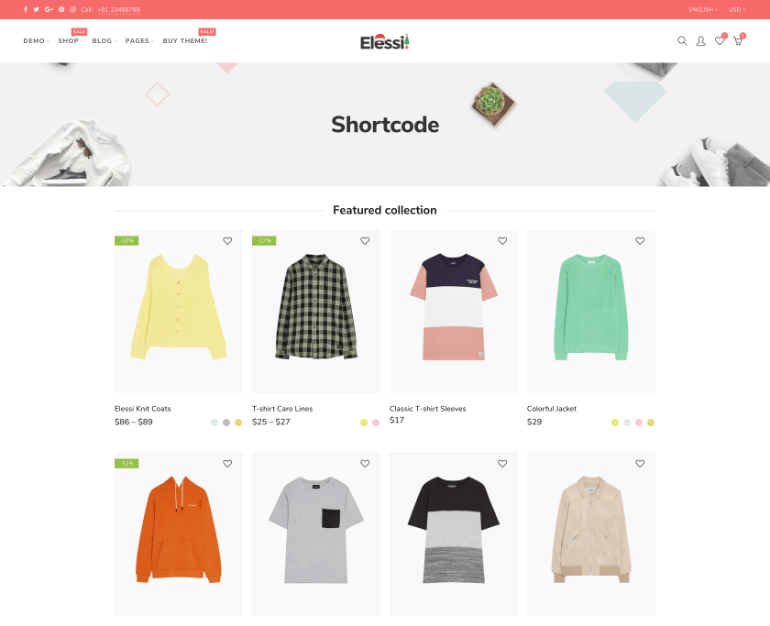 Call: +01 23456789
ENGLISH USD
SALE SALE!
DEMO SHOP BLOG PAGES BUY THEME!
Elessi
0 0
Shortcode
Featured collection
-10% -17%
Elessi Knit Coats T-shirt Caro Lines Classic T-shirt Sleeves Colorful Jacket
$86 – $89 $25 – $27 $17 $29